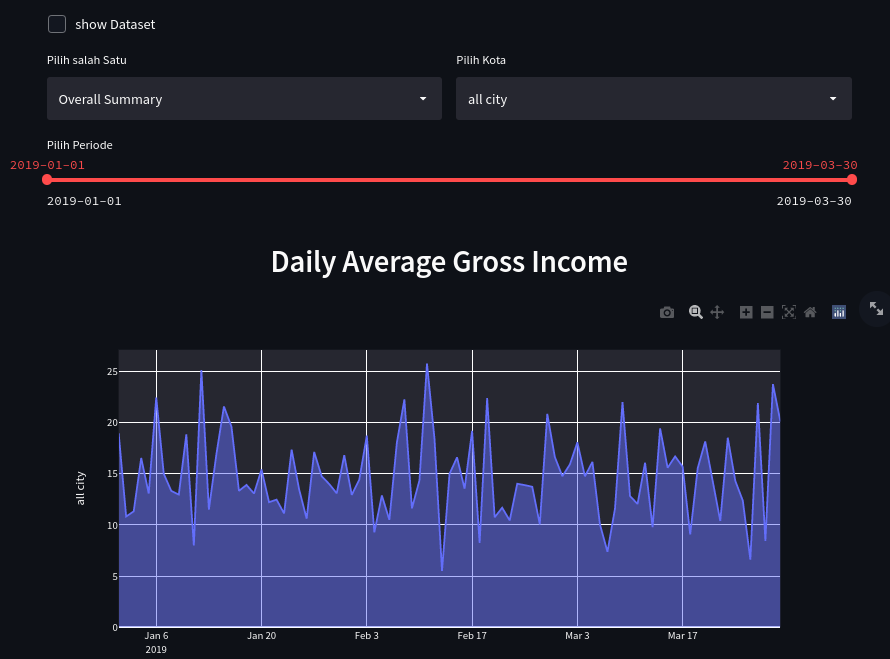 show Dataset
Pilih salah Satu
Pilih Kota
Overall Summary
all city
Pilih Periode
2019-01-01
2019-03-30
2019-01-01
2019-03-30
Daily Average Gross Income
25
20
15
10
5
0
all city
Jan 6
2019
Jan 20
Feb 3
Feb 17
Mar 3
Mar 17